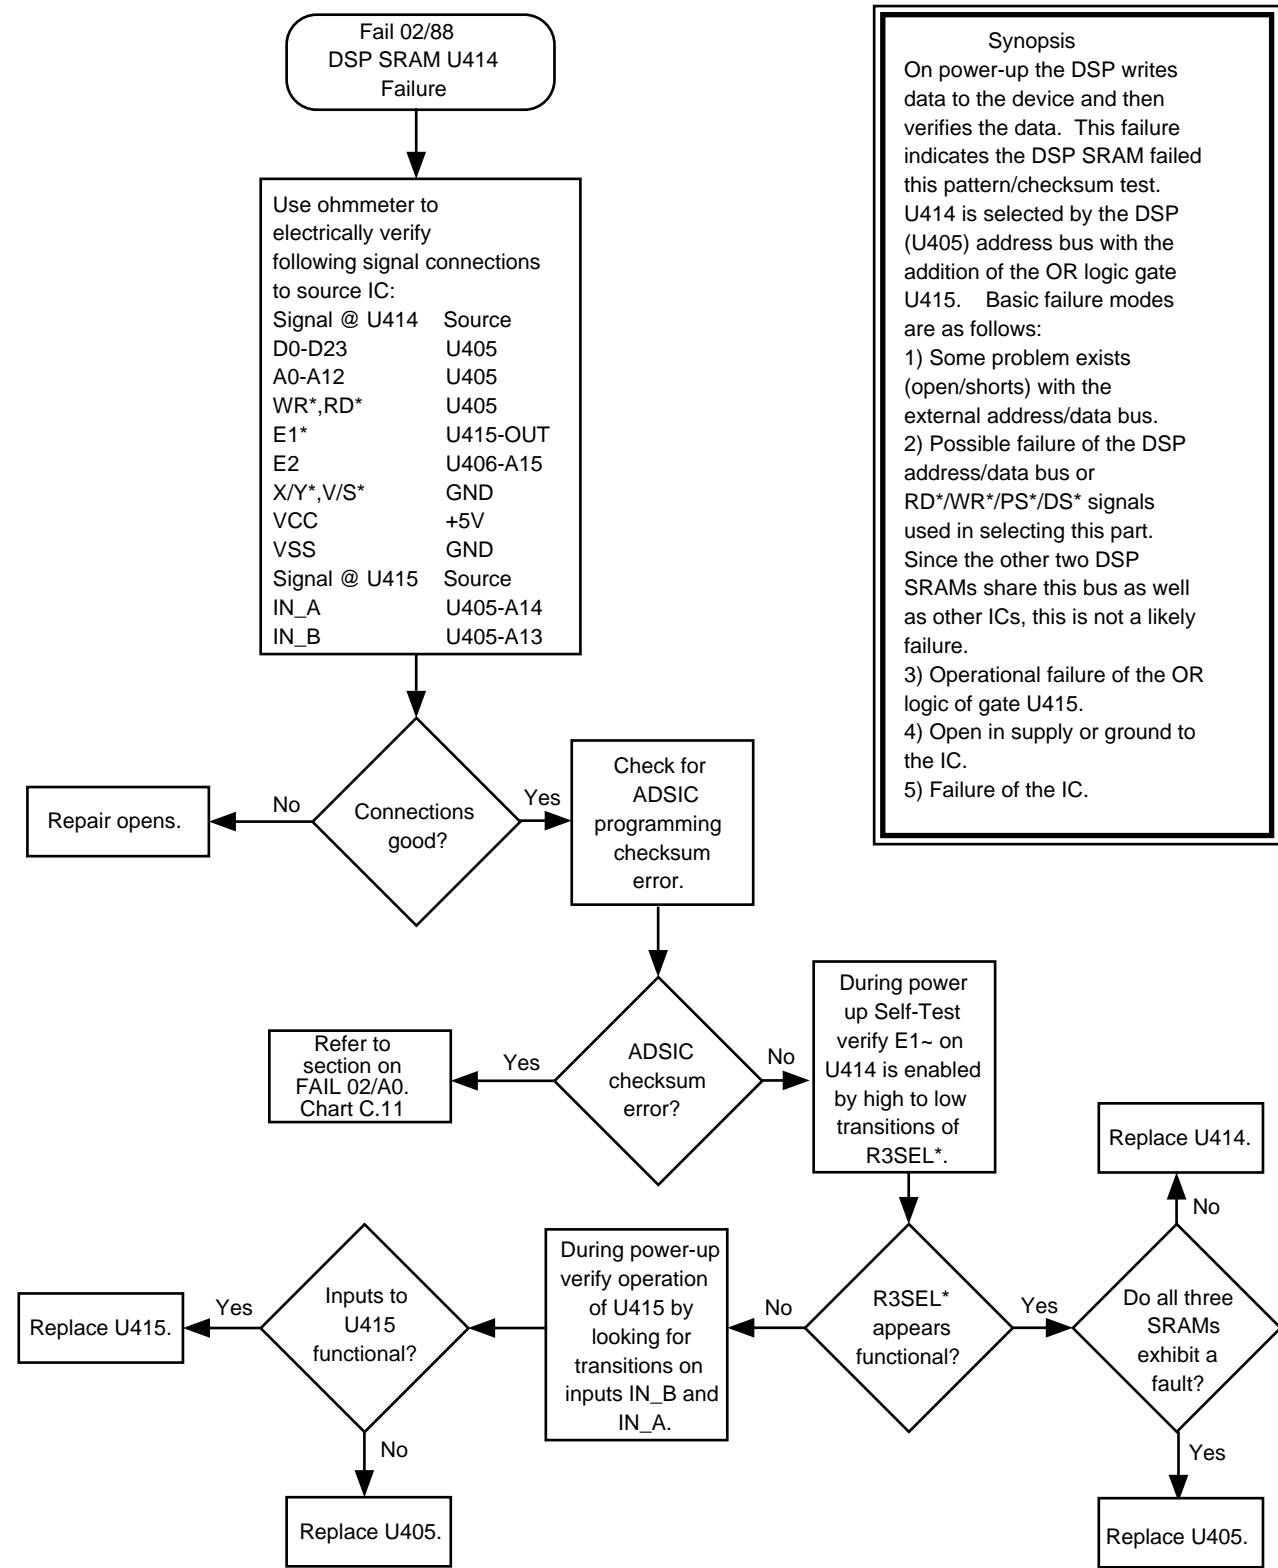 Fail 02/88
DSP SRAM U414
Failure
Use ohmmeter to
electrically verify
following signal connections
to source IC:
Signal @ U414 Source
D0-D23 U405
A0-A12 U405
WR*,RD* U405
E1* U415-OUT
E2 U406-A15
X/Y*,V/S* GND
VCC +5V
VSS GND
Signal @ U415 Source
IN_A U405-A14
IN_B U405-A13
Synopsis
On power-up the DSP writes
data to the device and then
verifies the data. This failure
indicates the DSP SRAM failed
this pattern/checksum test.
U414 is selected by the DSP
(U405) address bus with the
addition of the OR logic gate
U415. Basic failure modes
are as follows:
1) Some problem exists
(open/shorts) with the
external address/data bus.
2) Possible failure of the DSP
address/data bus or
RD*/WR*/PS*/DS* signals
used in selecting this part.
Since the other two DSP
SRAMs share this bus as well
as other ICs, this is not a likely
failure.
3) Operational failure of the OR
logic of gate U415.
4) Open in supply or ground to
the IC.
5) Failure of the IC.
Connections
good?
No
Repair opens.
Yes
Check for
ADSIC
programming
checksum
error.
ADSIC
checksum
error?
Yes
Refer to
section on
FAIL 02/A0.
Chart C.11
No
During power
up Self-Test
verify E1~ on
U414 is enabled
by high to low
transitions of
R3SEL*.
R3SEL*
appears
functional?
Yes
Do all three
SRAMs
exhibit a
fault?
No
Replace U414.
Yes
Replace U405.
No
During power-up
verify operation
of U415 by
looking for
transitions on
inputs IN_B and
IN_A.
Inputs to
U415
functional?
Yes
Replace U415.
No
Replace U405.